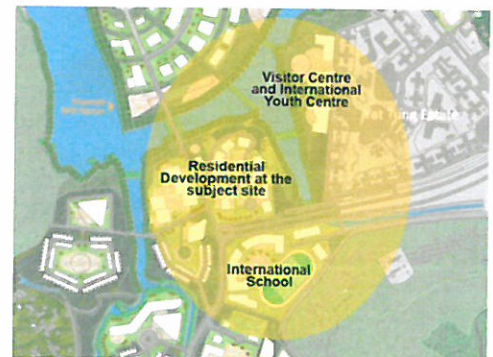 Visitor Centre
and International
Youth Centre
Estate
Residential
Development at the
subject site
International
School